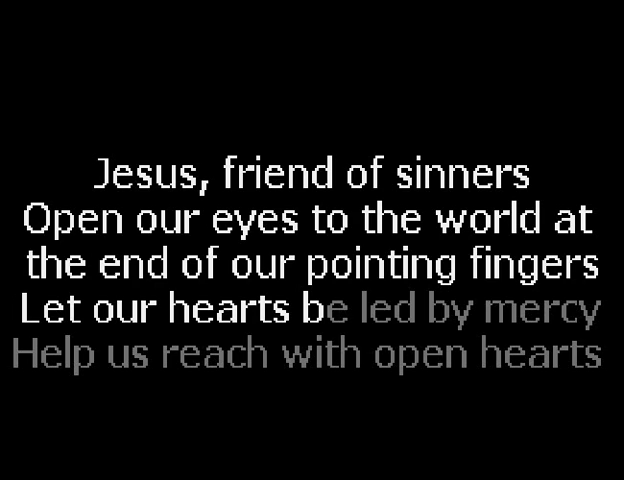 Jesus, friend of sinners
Open our eyes to the world at
the end of our pointing fingers
Let our hearts be led by mercy
Help us reach with open hearts